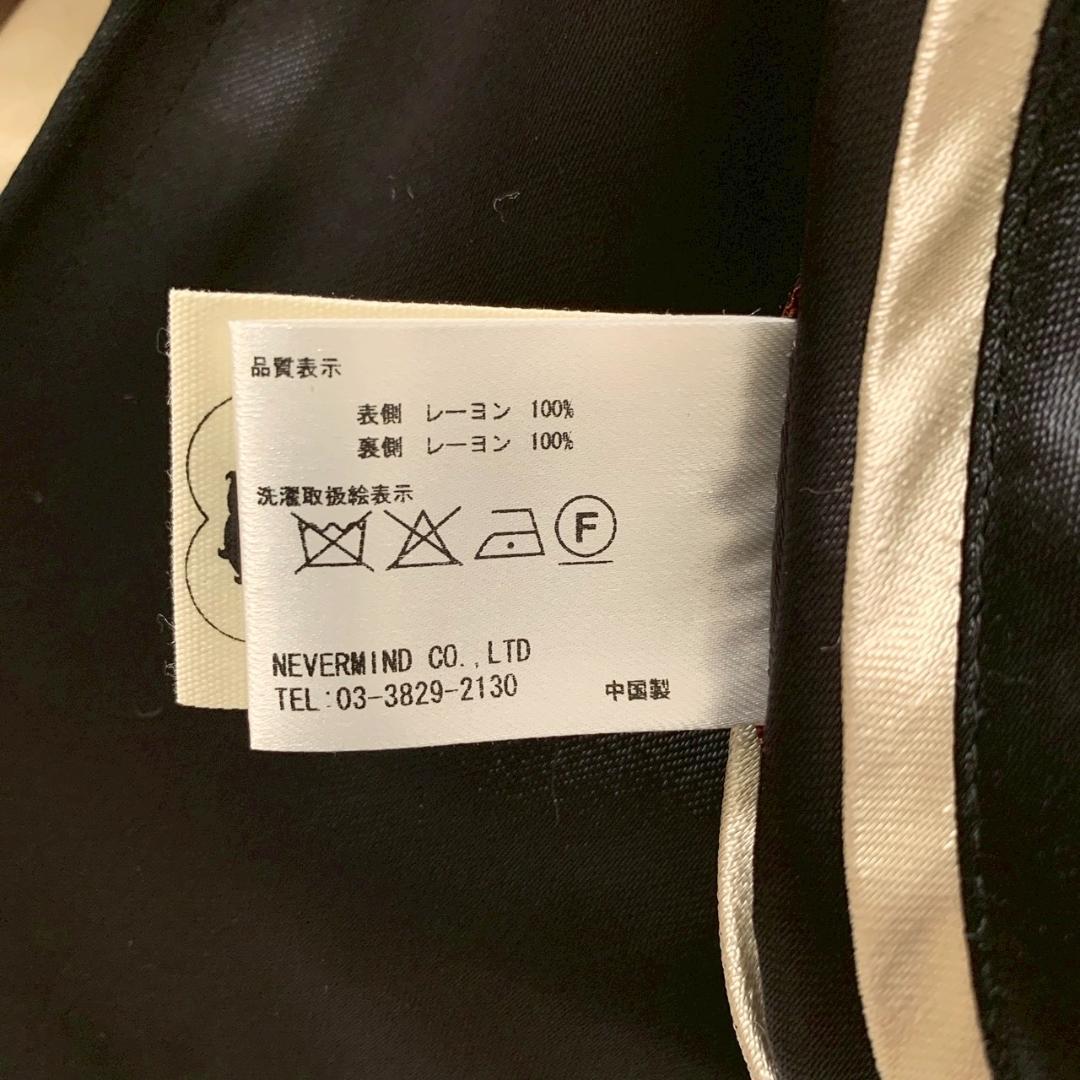 品質表示
表側 レーヨン 100%
裏側 レーヨン 100%
洗濯取扱絵表示
F
NEVERMIND CO.,LTD
TEL:03-3829-2130 中国製